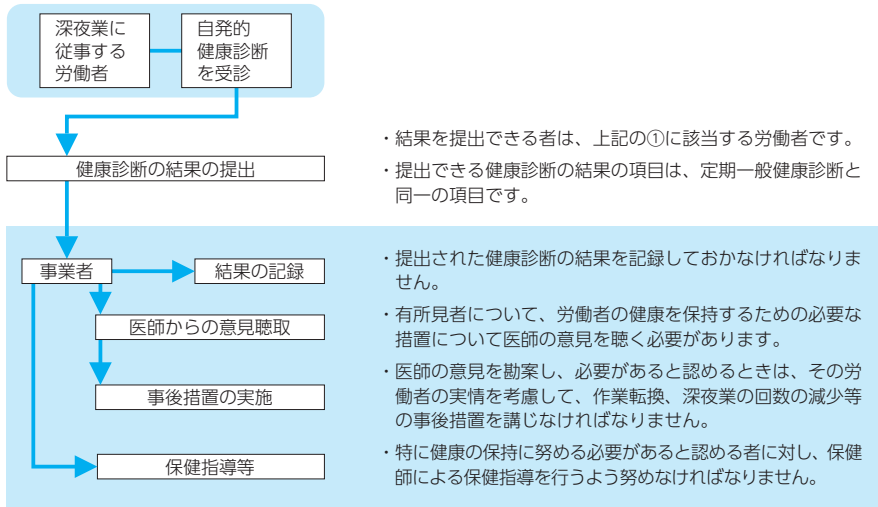 深夜業に
従事する
労働者
自発的
健康診断
を受診
健康診断の結果の提出
・結果を提出できる者は、上記の①に該当する労働者です。
・提出できる健康診断の結果の項目は、定期一般健康診断と
同一の項目です。
事業者
結果の記録
医師からの意見聴取
事後措置の実施
保健指導等
・提出された健康診断の結果を記録しておかなければなりま
せん。
・有所見者について、労働者の健康を保持するための必要な
措置について医師の意見を聴く必要があります。
・医師の意見を勘案し、必要があると認めるときは、その労
働者の実情を考慮して、作業転換、深夜業の回数の減少等
の事後措置を講じなければなりません。
・特に健康の保持に努める必要があると認める者に対し、保健
師による保健指導を行うよう努めなければなりません。